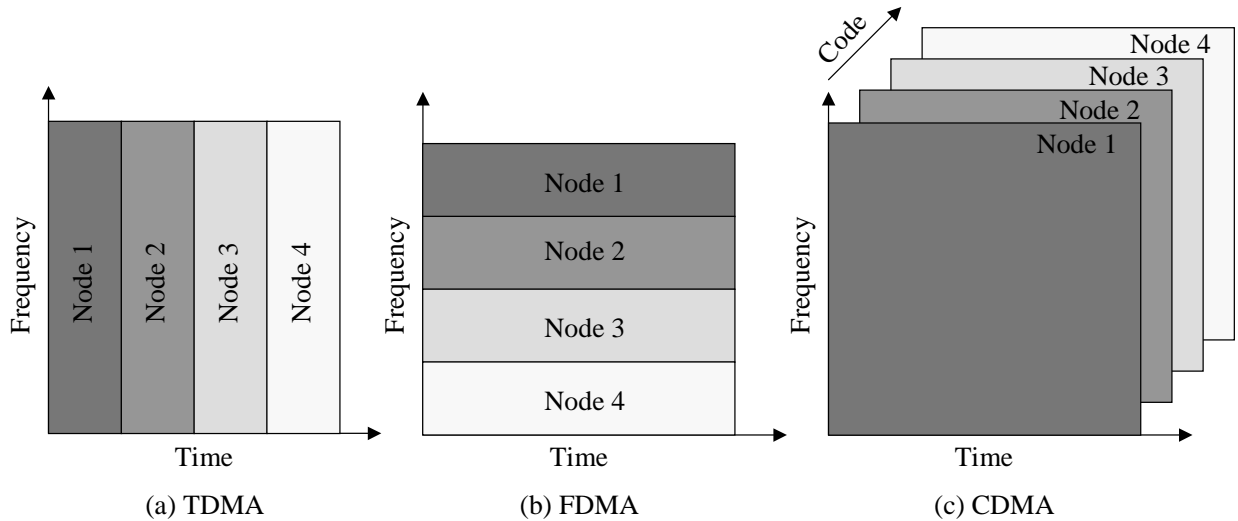 Frequency
Node 1
Node 2
Node 3
Node 4
Time
(a) TDMA
Frequency
Node 1
Node 2
Node 3
Node 4
Time
(b) FDMA
Code
Node 4
Node 3
Node 2
Node 1
Frequency
Time
(c) CDMA